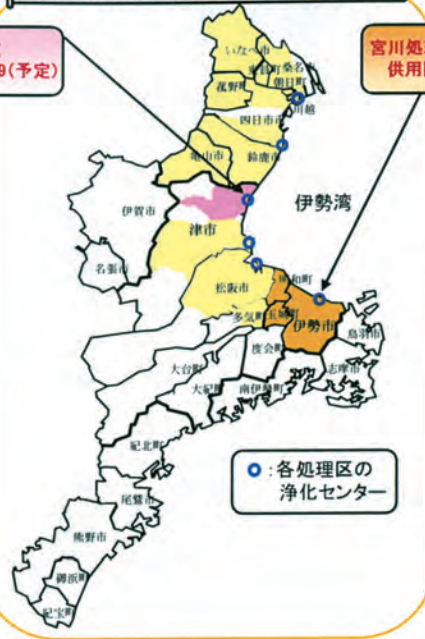 9(予定)
宮川処
供用
いなべ市
東員町
桑名市
朝日町
菰野町
川越
四日市市
亀山市
鈴鹿市
伊勢湾
伊賀市
津市
名張市
松阪市
明和町
多気町
玉城町
伊勢市
鳥羽市
大台町
度会町
志摩市
大紀町
南伊勢町
紀北町
：各処理区の
浄化センター
尾鷲市
熊野市
御浜町
紀宝町